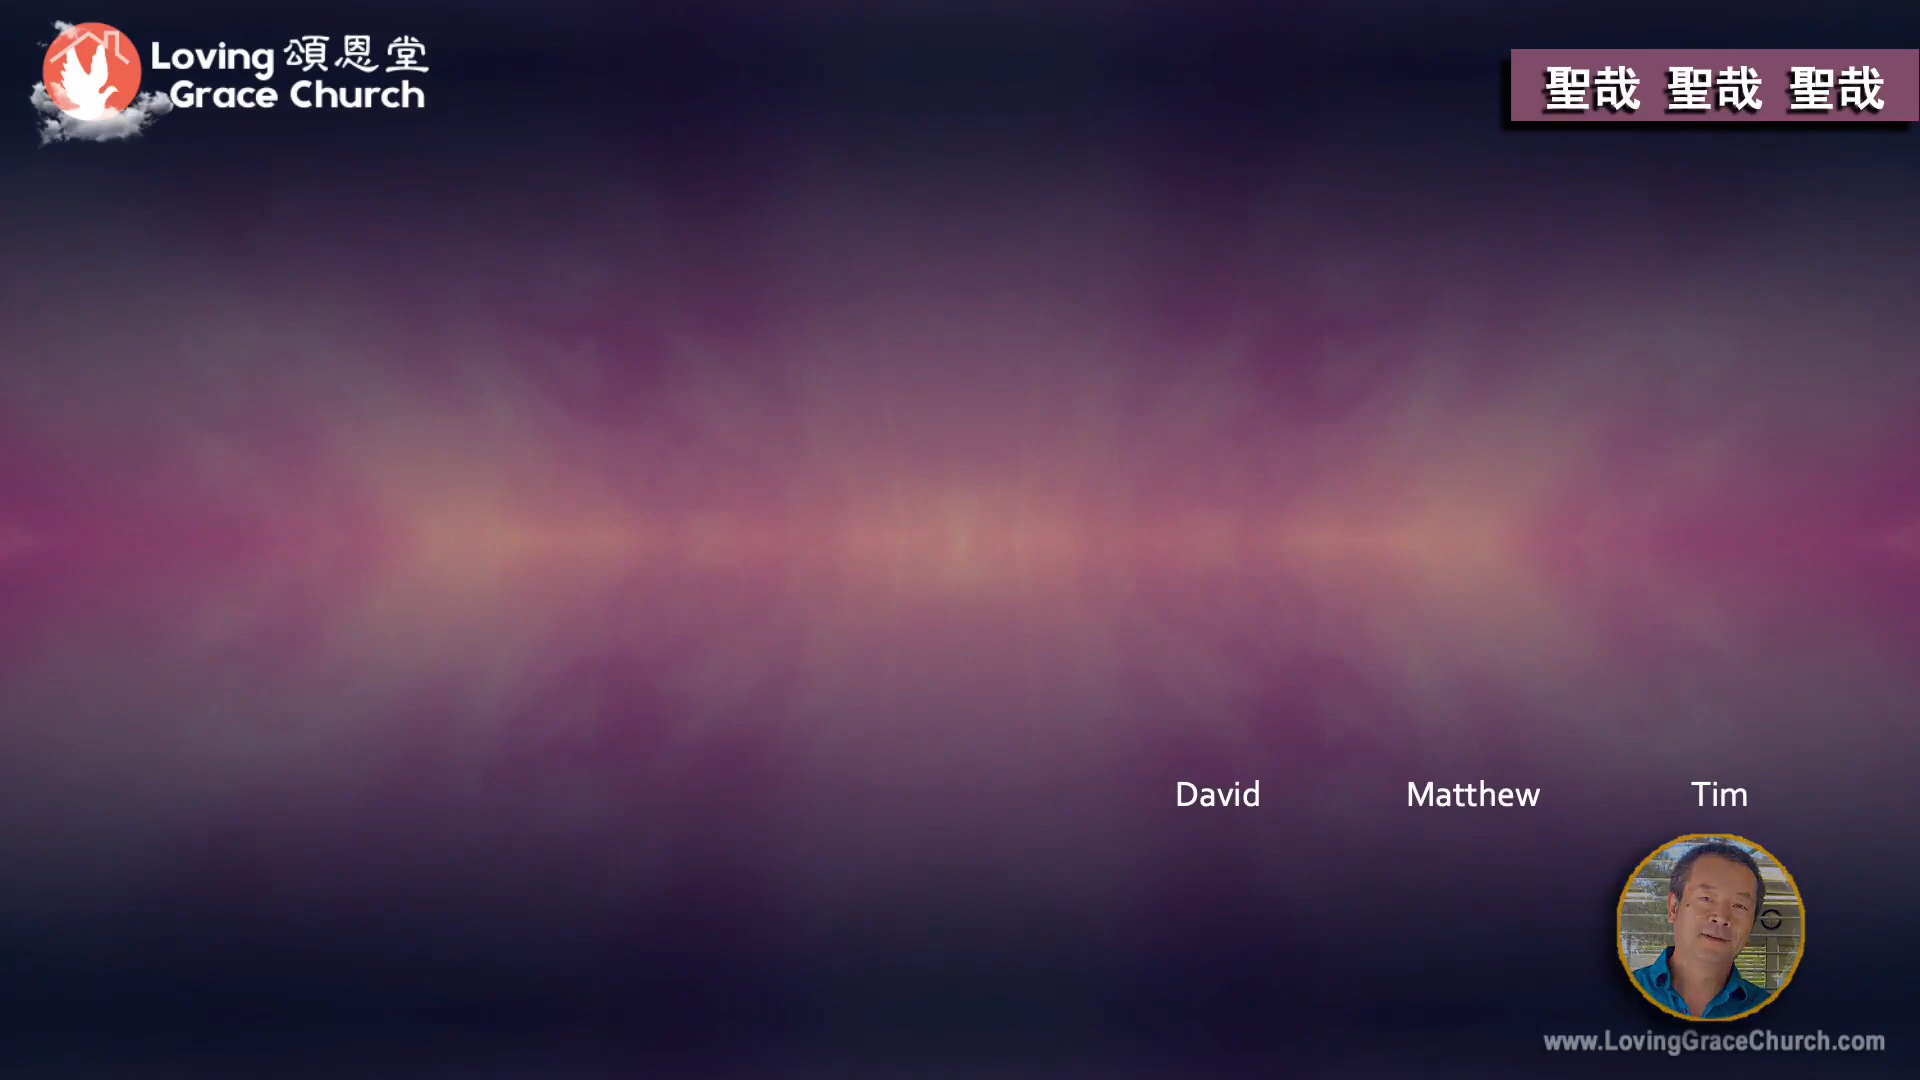 Loving 頌恩堂
Grace Church
聖哉 聖哉 聖哉
David Matthew Tim
www.LovingGraceChurch.com